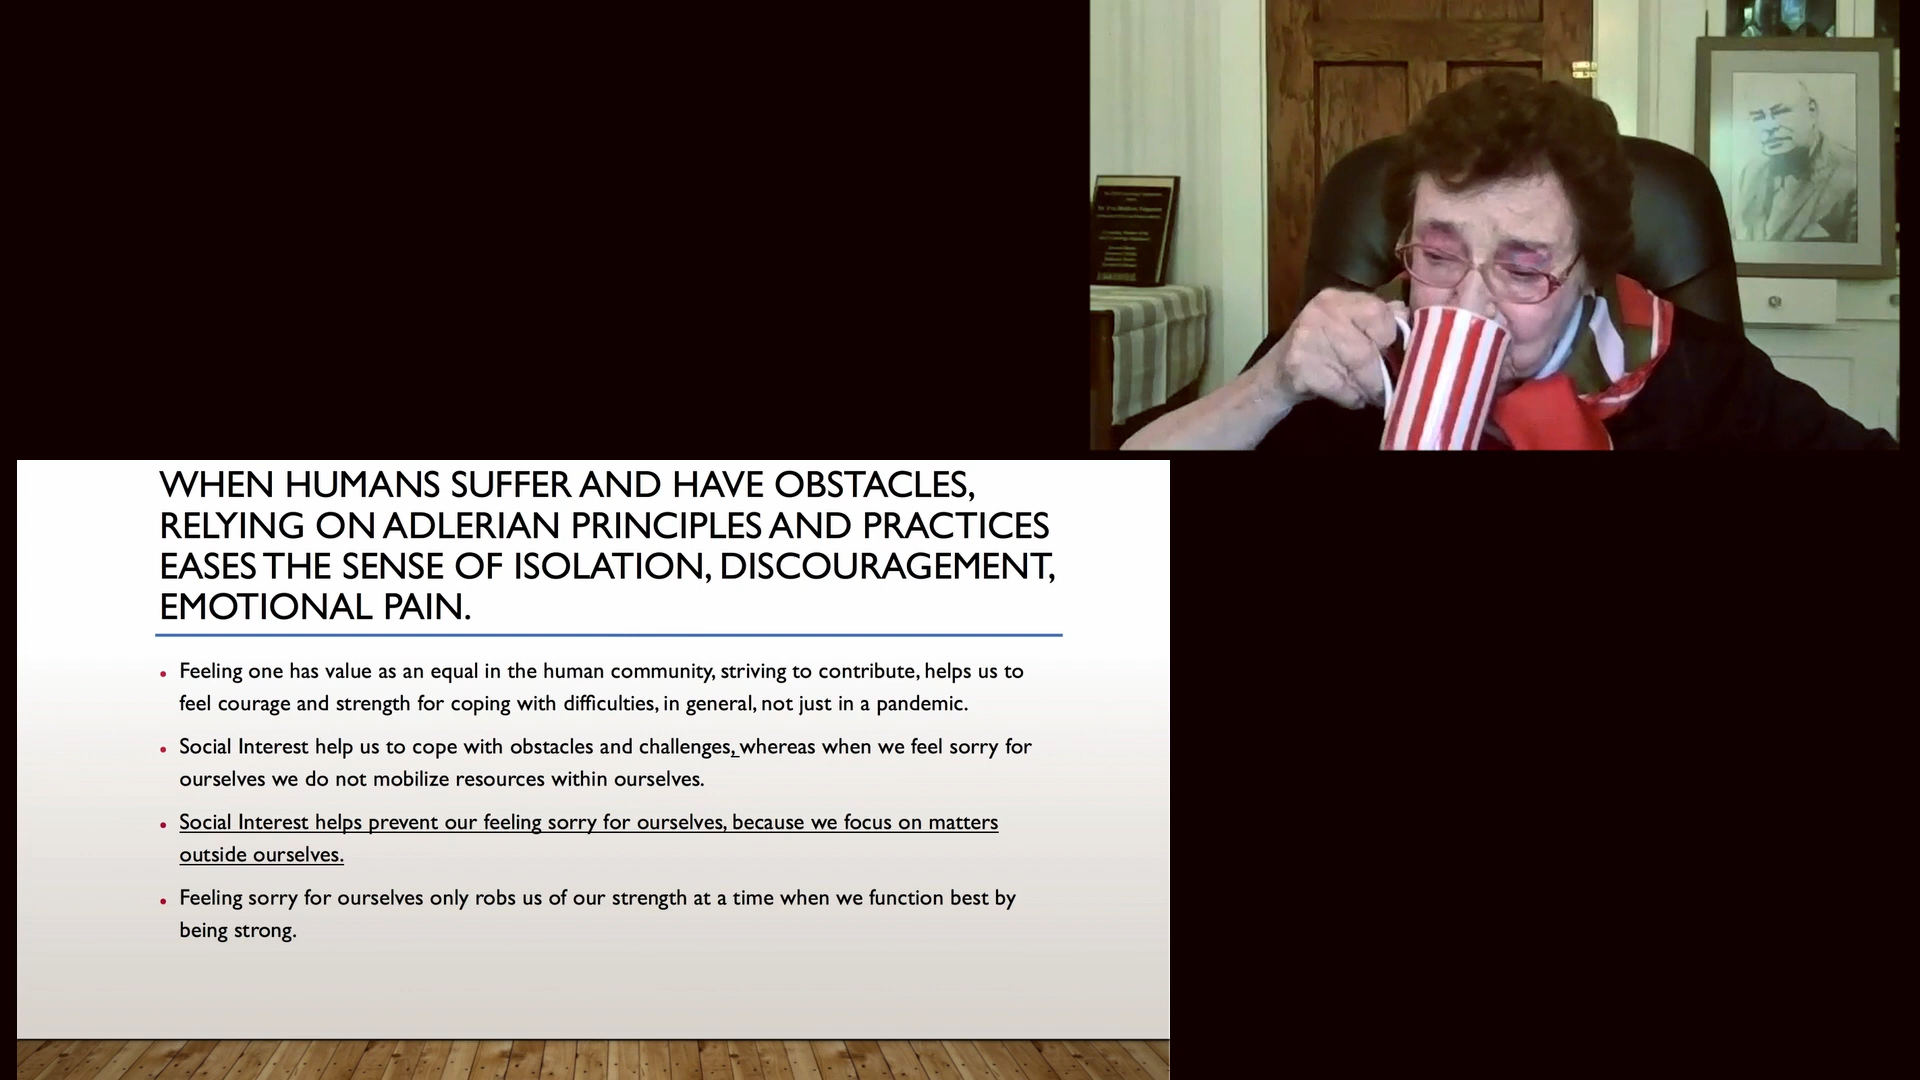 WHEN HUMANS SUFFER AND HAVE OBSTACLES,
RELYING ON ADLERIAN PRINCIPLES AND PRACTICES
EASES THE SENSE OF ISOLATION, DISCOURAGEMENT,
EMOTIONAL PAIN.
• Feeling one has value as an equal in the human community, striving to contribute, helps us to
feel courage and strength for coping with difficulties, in general, not just in a pandemic.
• Social Interest help us to cope with obstacles and challenges, whereas when we feel sorry for
ourselves we do not mobilize resources within ourselves.
• Social Interest helps prevent our feeling sorry for ourselves, because we focus on matters
outside ourselves.
• Feeling sorry for ourselves only robs us of our strength at a time when we function best by
being strong.